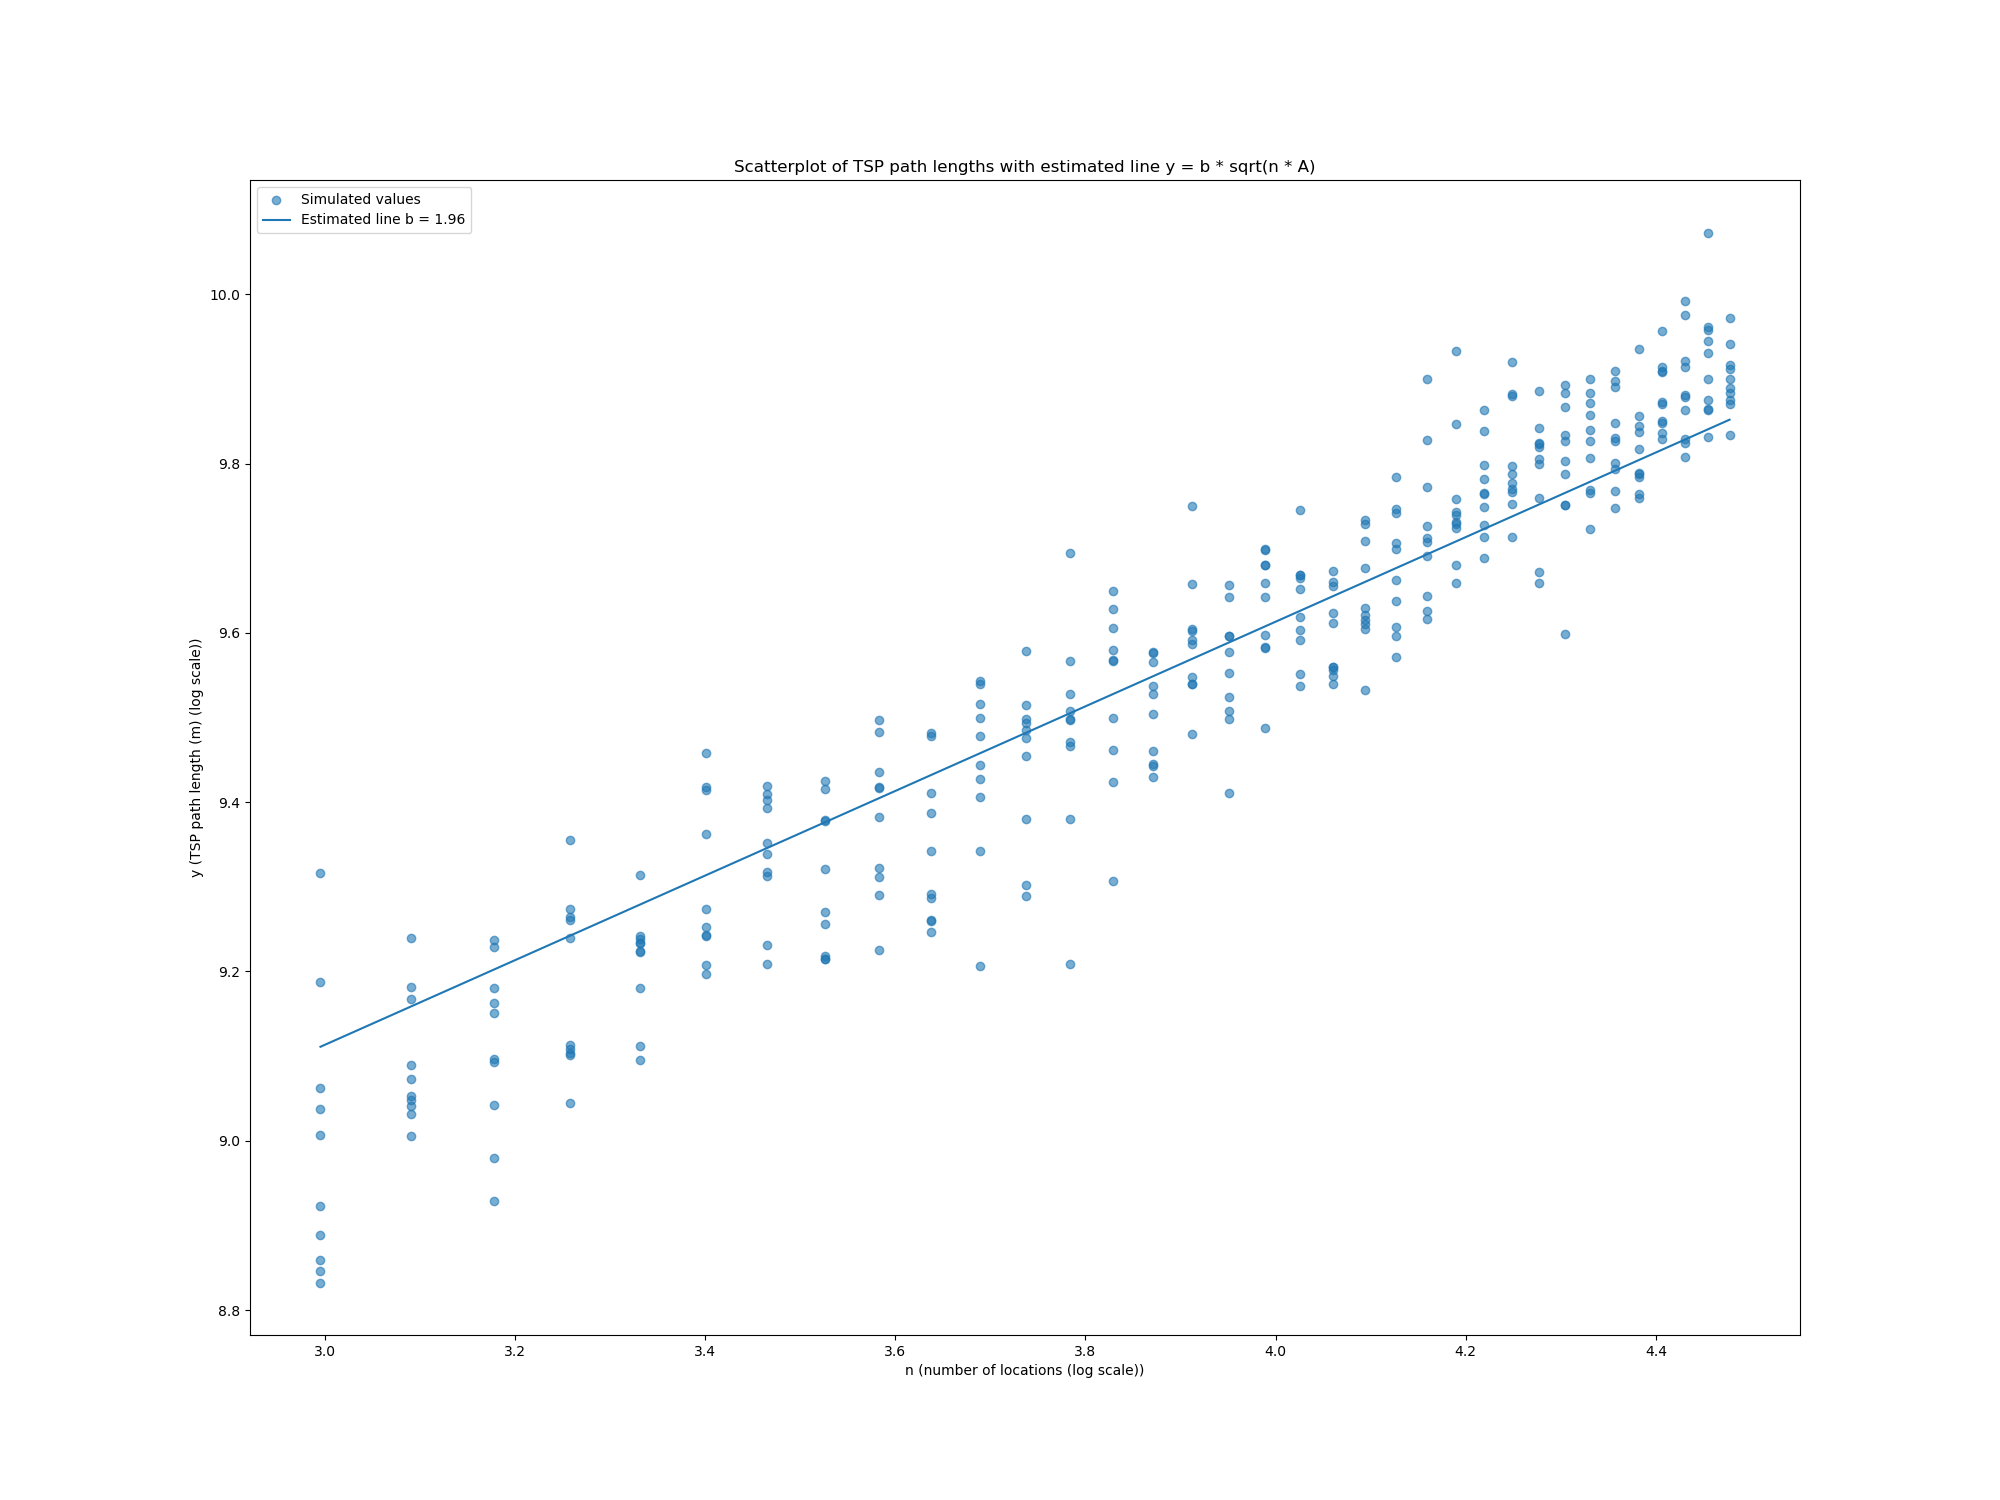 Scatterplot of TSP path lengths with estimated line y = b * sqrt(n * A)
Simulated values
Estimated line b = 1.96
10.0
9.8
9.6
9.4
9.2
9.0
8.8
y (TSP path length (m) (log scale))
3.0 3.2 3.4 3.6 3.8 4.0 4.2 4.4
n (number of locations (log scale))